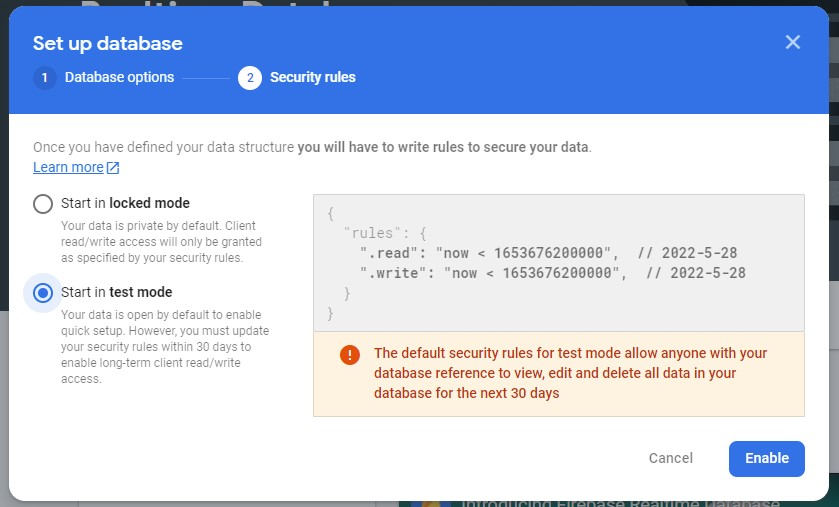 Realtime Database
Set up database
1 Database options
2 Security rules
Once you have defined your data structure you will have to write rules to secure your data.
Learn more
Start in locked mode
Your data is private by default. Client
read/write access will only be granted
as specified by your security rules.
Start in test mode
Your data is open by default to enable
quick setup. However, you must update
your security rules within 30 days to
enable long-term client read/write
access.
{
"rules": {
".read": "now < 1653676200000",  // 2022-5-28
".write": "now < 1653676200000",  // 2022-5-28
}
}
The default security rules for test mode allow anyone with your
database reference to view, edit and delete all data in your
database for the next 30 days
Cancel
Enable
Introducing Firebase Realtime Database